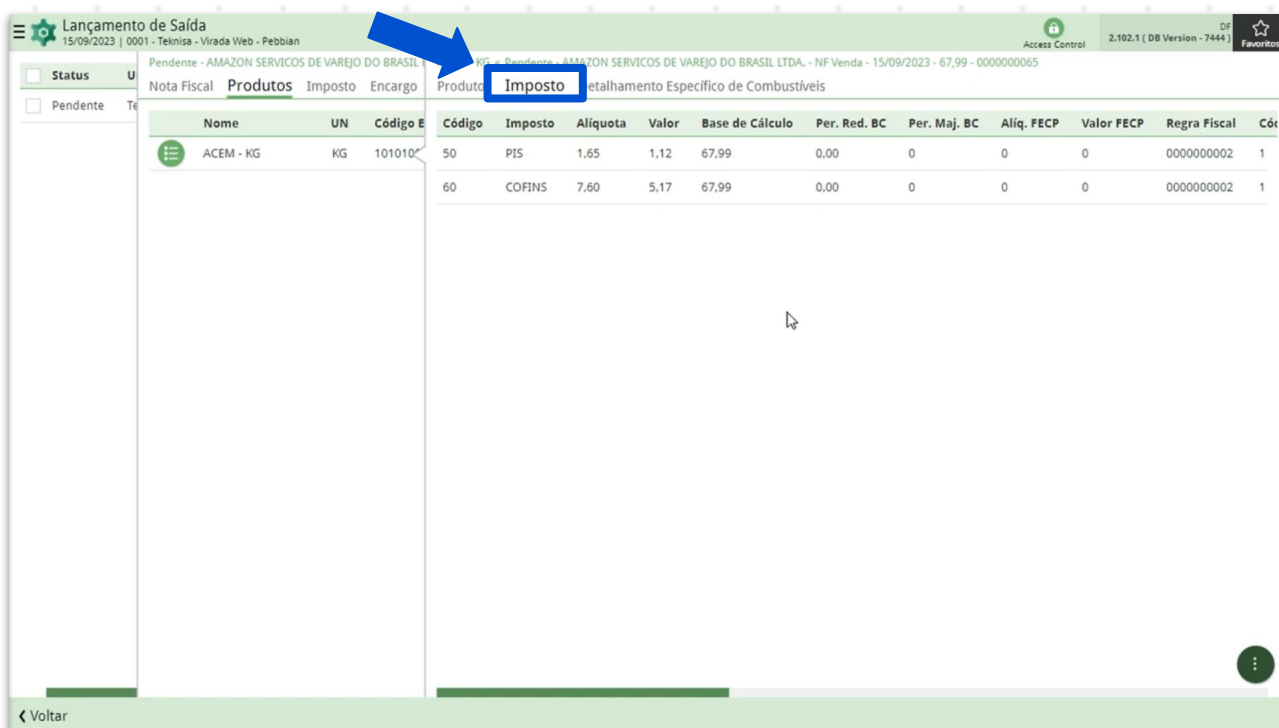 Lançamento de Saída
15/09/2023 | 0001 - Teknisa - Virada Web - Pebbian
Access Control
DF
2.102.1 ( DB Version - 7444 )
Favoritos
Pendente - AMAZON SERVICOS DE VAREJO DO BRASIL
KG « Pendente - AMAZON SERVICOS DE VAREJO DO BRASIL LTDA. - NF Venda - 15/09/2023 - 67,99 - 0000000065
Status U
Nota Fiscal Produtos Imposto Encargo
Produto Imposto etalhamento Específico de Combustíveis
Pendente Te
Nome UN Código E
Código Imposto Alíquota Valor Base de Cálculo Per. Red. BC Per. Maj. BC Alíq. FECP Valor FECP Regra Fiscal Cód
ACEM - KG KG 1010105
50 PIS 1,65 1,12 67,99 0,00 0 0 0 0000000002 1
60 COFINS 7,60 5,17 67,99 0,00 0 0 0 0000000002 1
Voltar